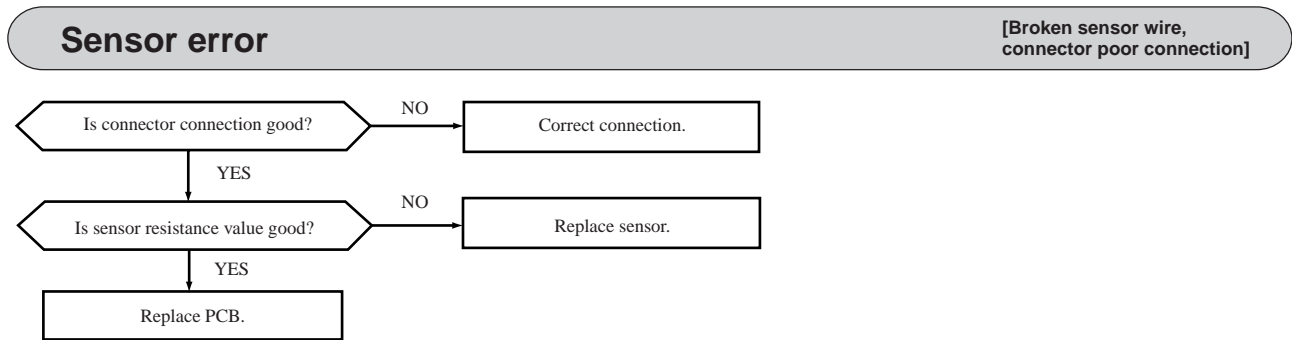 Sensor error
[Broken sensor wire,
connector poor connection]
Is connector connection good?
NO
Correct connection.
YES
Is sensor resistance value good?
NO
Replace sensor.
YES
Replace PCB.